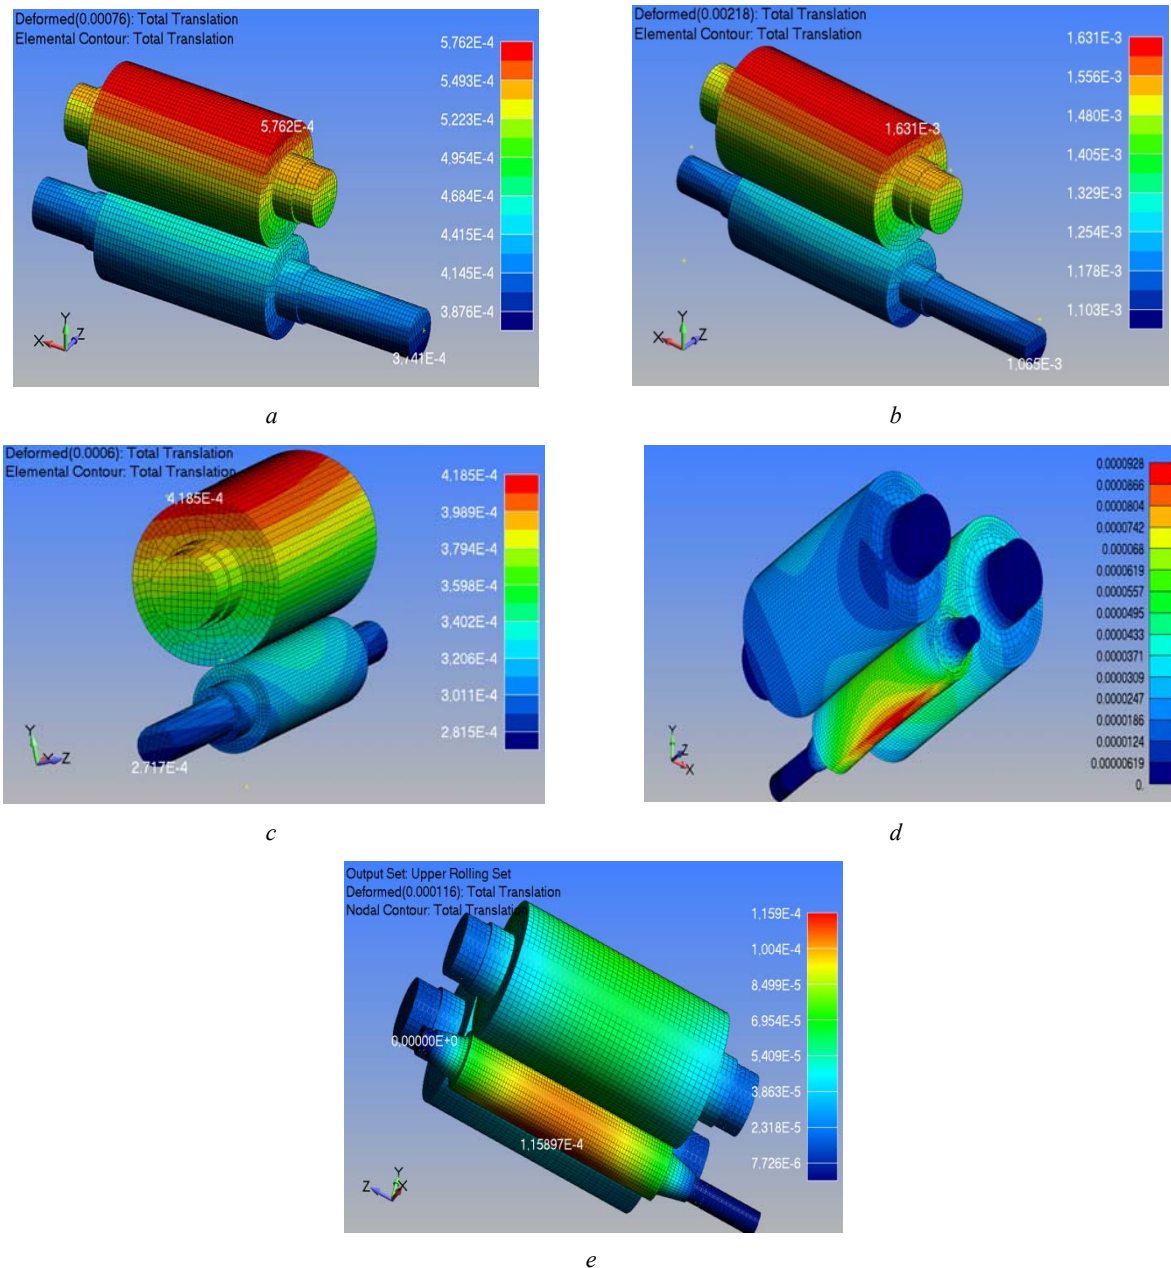 Deformed(0.00076): Total Translation
Elemental Contour: Total Translation
5,762E-4
5,493E-4
5,223E-4
4,954E-4
4,684E-4
4,415E-4
4,145E-4
3,876E-4
5,762E-4
3,741E-4
Y
X
Z
a
Deformed(0.00218): Total Translation
Elemental Contour: Total Translation
1,631E-3
1,556E-3
1,480E-3
1,405E-3
1,329E-3
1,254E-3
1,178E-3
1,103E-3
1,631E-3
1,065E-3
Y
X
Z
b
Deformed(0.0006): Total Translation
Elemental Contour: Total Translation
4.185E-4
3,989E-4
3,794E-4
3,598E-4
3,402E-4
3,206E-4
3,011E-4
2.815E-4
4,185E-4
2.717E-4
Y
X
Z
c
0.0000928
0.0000866
0.0000804
0.0000742
0.000068
0.0000619
0.0000557
0.0000495
0.0000433
0.0000371
0.0000309
0.0000247
0.0000186
0.0000124
0.00000619
0.
Y
Z
X
d
Output Set: Upper Rolling Set
Deformed(0.000116): Total Translation
Nodal Contour: Total Translation
1,159E-4
1,004E-4
8,499E-5
6,954E-5
5,409E-5
3,863E-5
2,318E-5
7,726E-6
0,00000E+0
1,15897E-4
Y
Z
X
e